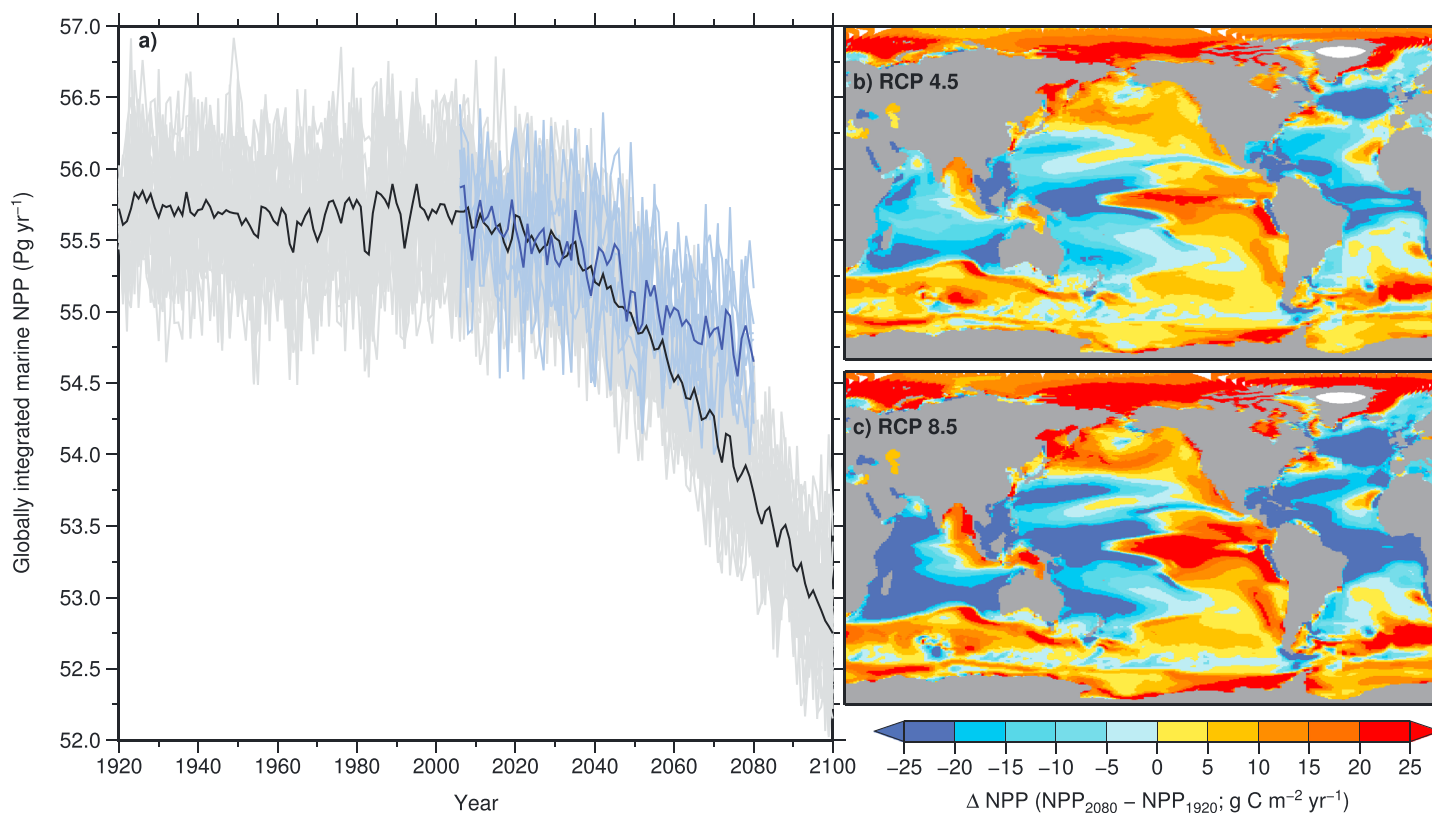 a)
57.0
56.5
56.0
55.5
55.0
54.5
54.0
53.5
53.0
52.5
52.0
Globally integrated marine NPP (Pg yr⁻¹)
1920 1940 1960 1980 2000 2020 2040 2060 2080 2100
Year
b) RCP 4.5
c) RCP 8.5
−25 −20 −15 −10 −5 0 5 10 15 20 25
Δ NPP (NPP₂₀₈₀ − NPP₁₉₂₀; g C m⁻² yr⁻¹)